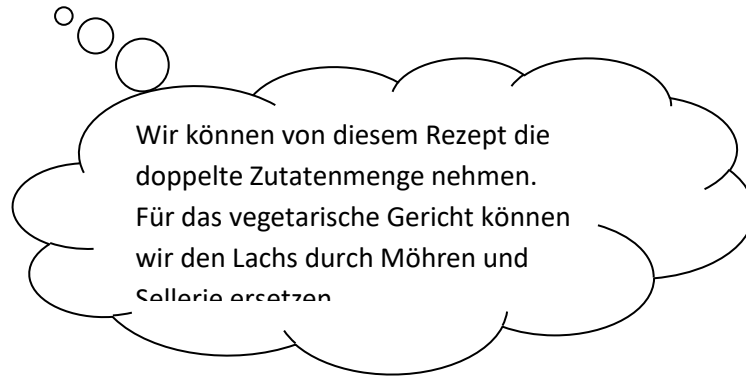 Wir können von diesem Rezept die
doppelte Zutatenmenge nehmen.
Für das vegetarische Gericht können
wir den Lachs durch Möhren und
Sellerie ersetzen